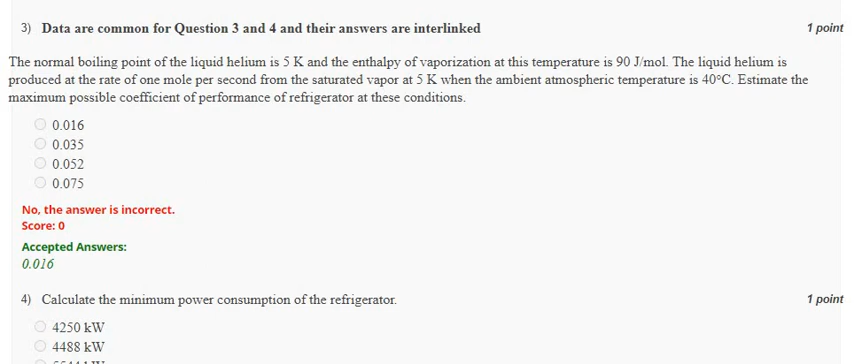 3) Data are common for Question 3 and 4 and their answers are interlinked 1 point
The normal boiling point of the liquid helium is 5 K and the enthalpy of vaporization at this temperature is 90 J/mol. The liquid helium is
produced at the rate of one mole per second from the saturated vapor at 5 K when the ambient atmospheric temperature is 40°C. Estimate the
maximum possible coefficient of performance of refrigerator at these conditions.
0.016
0.035
0.052
0.075
No, the answer is incorrect.
Score: 0
Accepted Answers:
0.016
4) Calculate the minimum power consumption of the refrigerator. 1 point
4250 kW
4488 kW